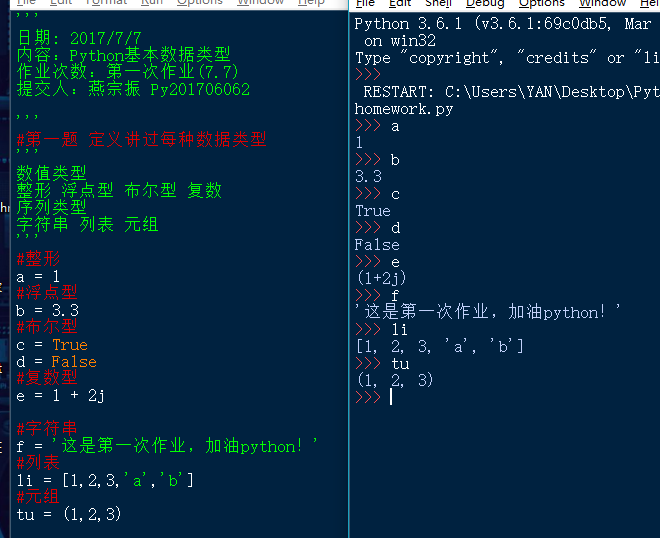 File Edit Format Run Options Window Help
'''
日期: 2017/7/7
内容: Python基本数据类型
作业次数: 第一次作业(7.7)
提交人: 燕宗振 Py201706062
'''
#第一题 定义讲过每种数据类型
'''
数值类型
整形 浮点型 布尔型 复数
序列类型
字符串 列表 元组
'''
#整形
a = 1
#浮点型
b = 3.3
#布尔型
c = True
d = False
#复数型
e = 1 + 2j
#字符串
f = '这是第一次作业，加油python！'
#列表
li = [1,2,3,'a','b']
#元组
tu = (1,2,3)
File Edit Shell Debug Options Window H
Python 3.6.1 (v3.6.1:69c0db5, Mar
on win32
Type "copyright", "credits" or "li
>>>
RESTART: C:\Users\YAN\Desktop\Pyt
homework.py
>>> a
1
>>> b
3.3
>>> c
True
>>> d
False
>>> e
(1+2j)
>>> f
'这是第一次作业，加油python！'
>>> li
[1, 2, 3, 'a', 'b']
>>> tu
(1, 2, 3)
>>>